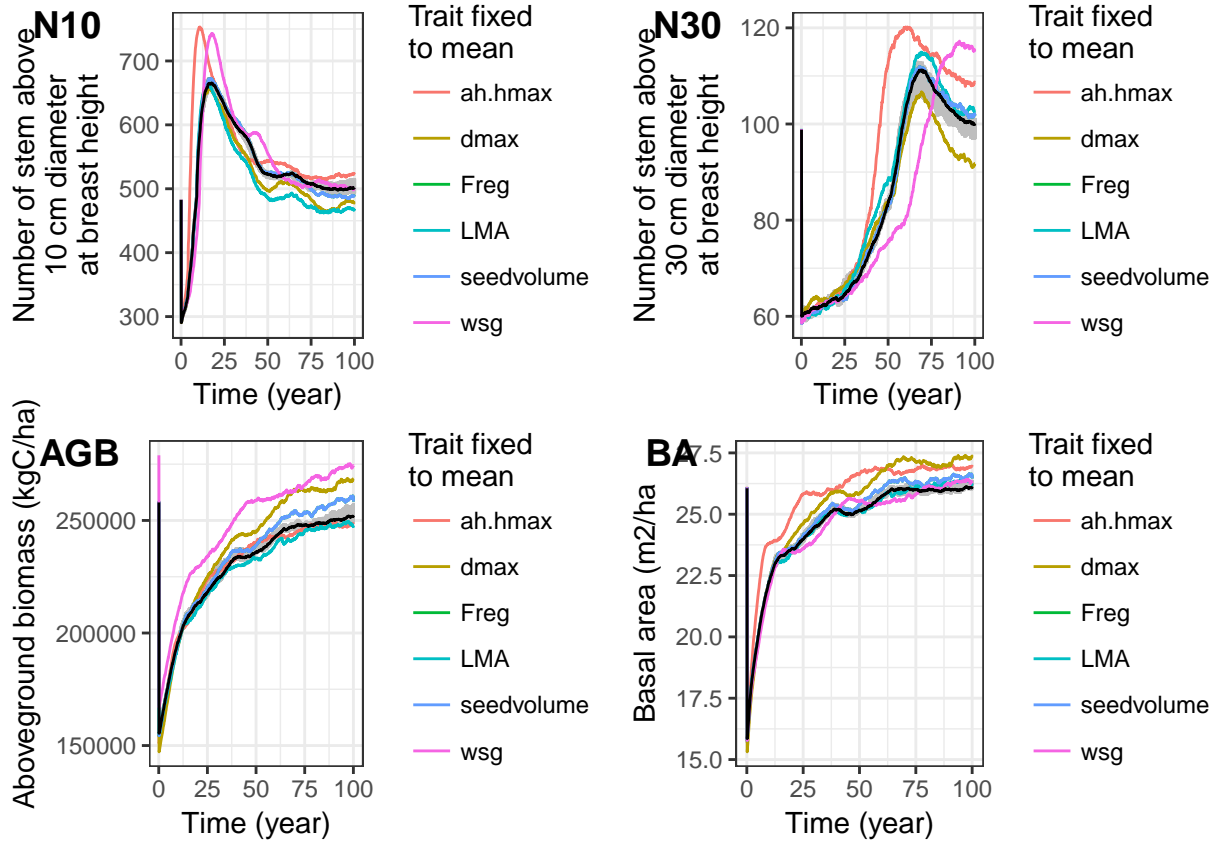 N10
Number of stem above
10 cm diameter
at breast height
700
600
500
400
300
0 25 50 75 100
Time (year)
Trait fixed
to mean
ah.hmax
dmax
Freg
LMA
seedvolume
wsg
N30
Number of stem above
30 cm diameter
at breast height
120
100
80
60
0 25 50 75 100
Time (year)
Trait fixed
to mean
ah.hmax
dmax
Freg
LMA
seedvolume
wsg
AGB
Aboveground biomass (kgC/ha)
250000
200000
150000
0 25 50 75 100
Time (year)
Trait fixed
to mean
ah.hmax
dmax
Freg
LMA
seedvolume
wsg
BA
Basal area (m2/ha)
27.5
25.0
22.5
20.0
17.5
15.0
0 25 50 75 100
Time (year)
Trait fixed
to mean
ah.hmax
dmax
Freg
LMA
seedvolume
wsg